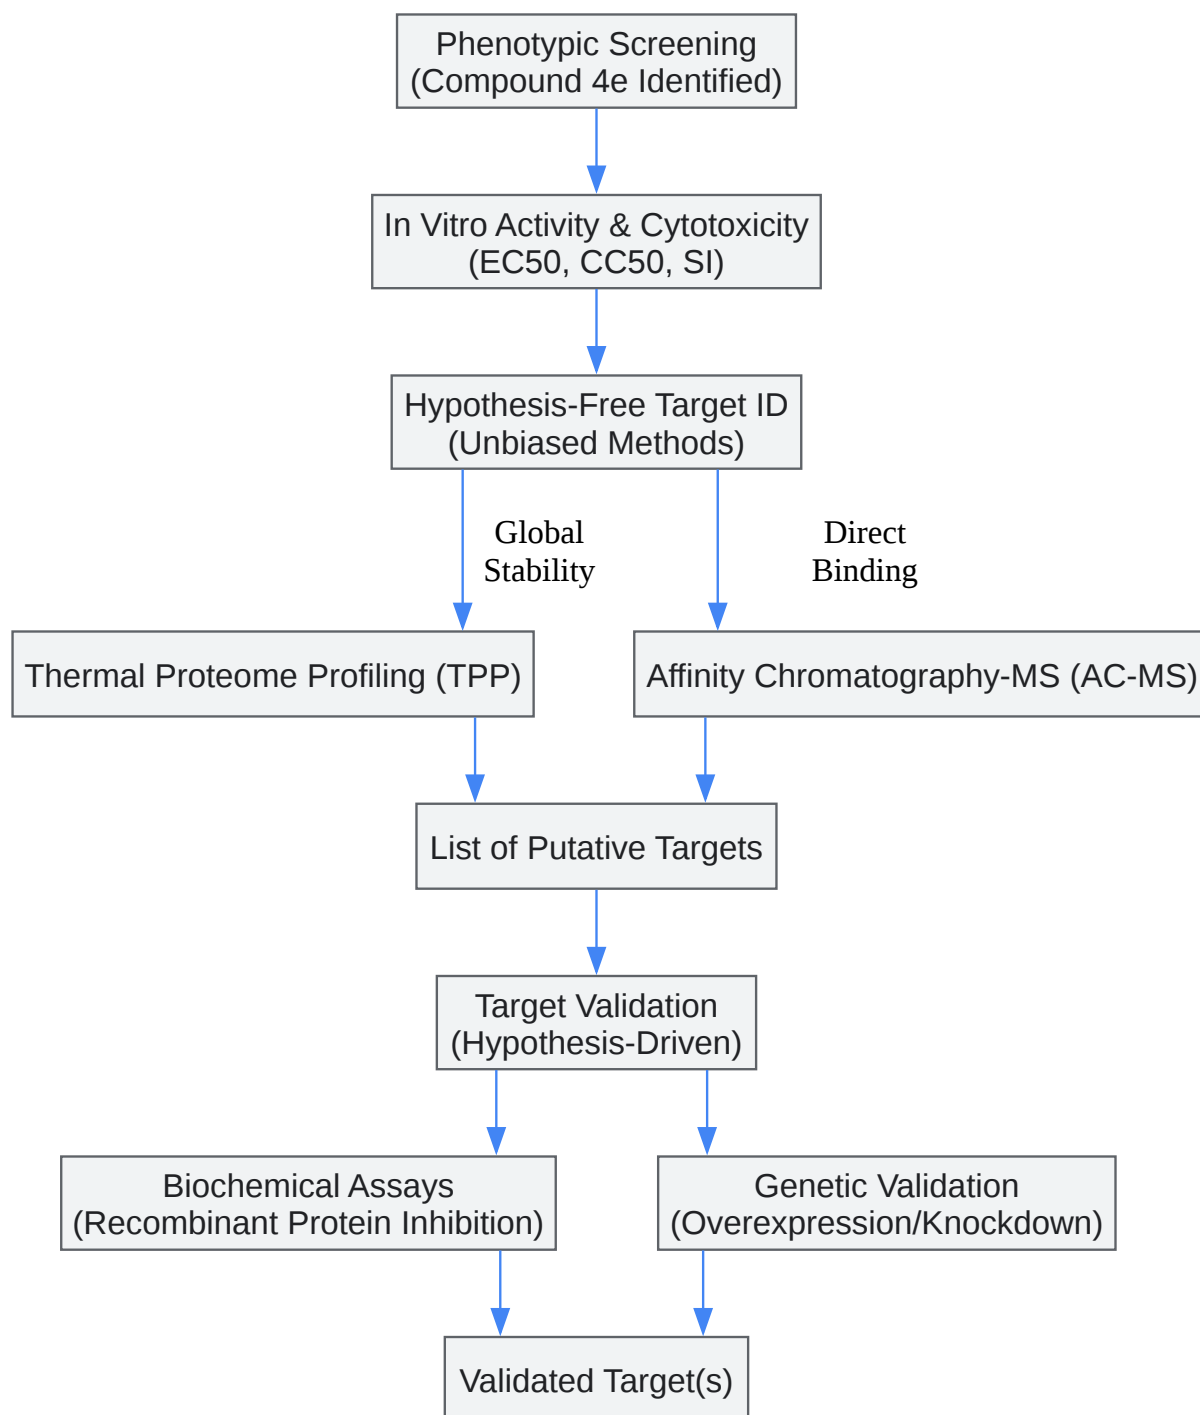 Phenotypic Screening
(Compound 4e Identified)
In Vitro Activity & Cytotoxicity
(EC50, CC50, SI)
Hypothesis-Free Target ID
(Unbiased Methods)
Global
Stability
Direct
Binding
Thermal Proteome Profiling (TPP)
Affinity Chromatography-MS (AC-MS)
List of Putative Targets
Target Validation
(Hypothesis-Driven)
Biochemical Assays
(Recombinant Protein Inhibition)
Genetic Validation
(Overexpression/Knockdown)
Validated Target(s)